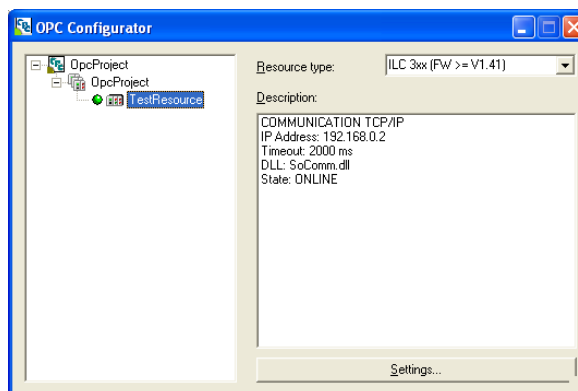 OPC Configurator
OpcProject
OpcProject
TestResource
Resource type:
ILC 3xx (FW >= V1.41)
Description:
COMMUNICATION TCP/IP
IP Address: 192.168.0.2
Timeout: 2000 ms
DLL: SoComm.dll
State: ONLINE
Settings...